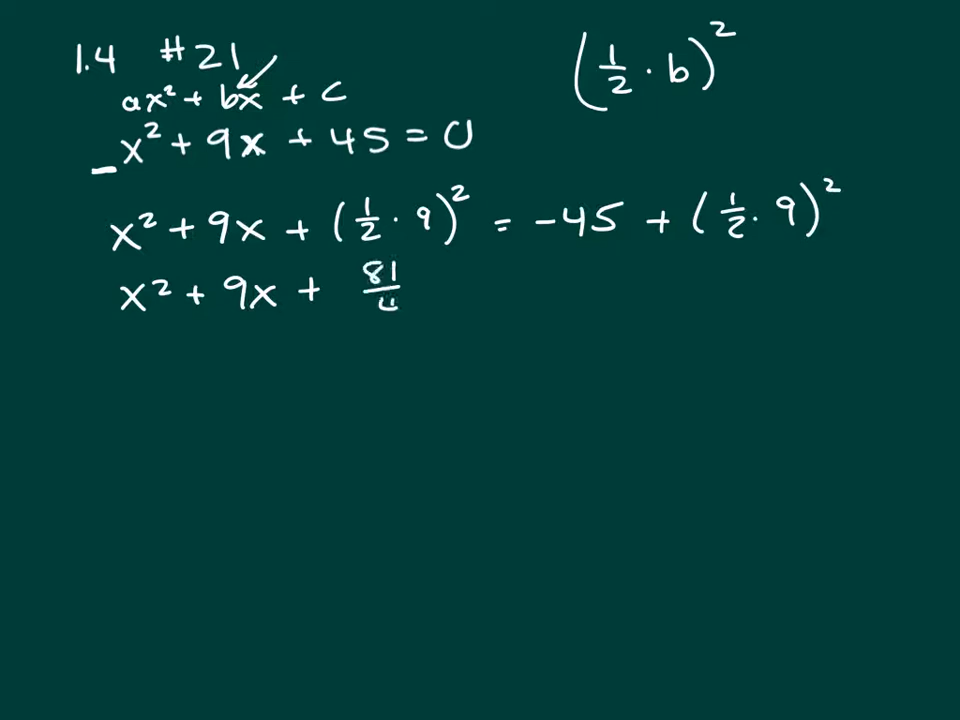 1.4 #21
(1/2 · b)²
ax² + bx + c
x² + 9x + 45 = 0
x² + 9x + (1/2 · 9)² = -45 + (1/2 · 9)²
x² + 9x + 81/4